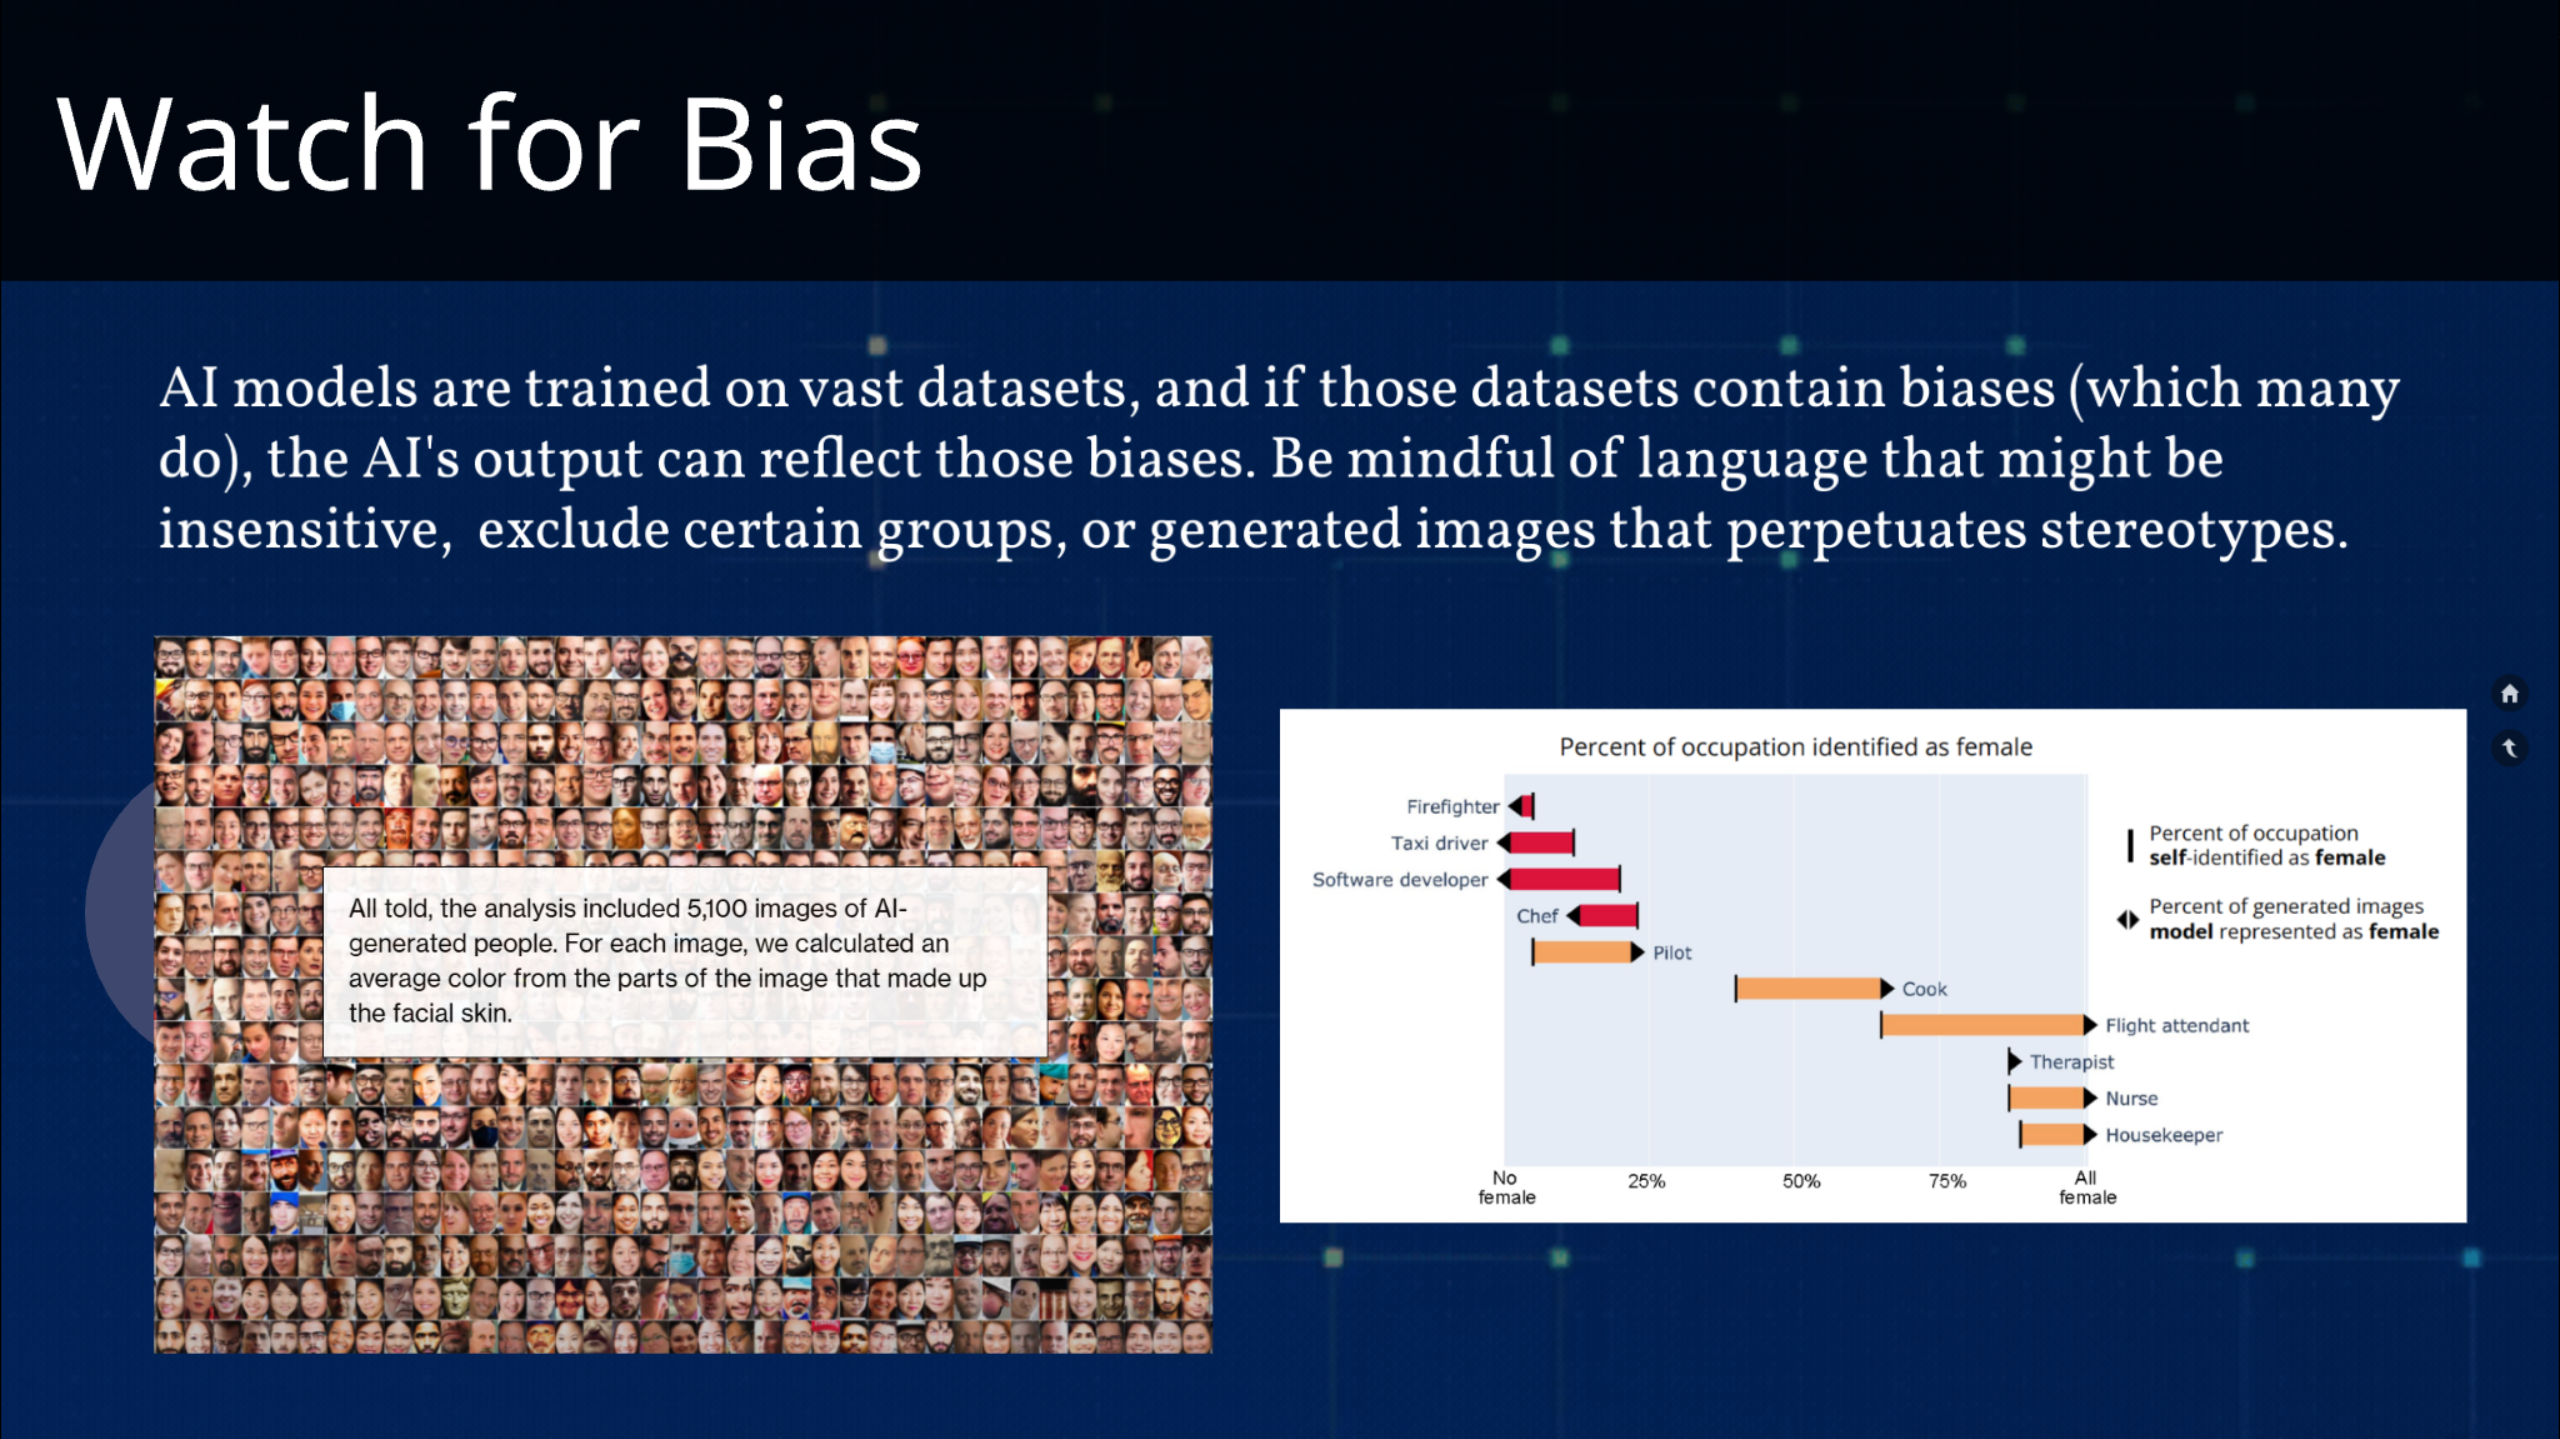 Watch for Bias
AI models are trained on vast datasets, and if those datasets contain biases (which many
do), the AI's output can reflect those biases. Be mindful of language that might be
insensitive,  exclude certain groups, or generated images that perpetuates stereotypes.
All told, the analysis included 5,100 images of AI-
generated people. For each image, we calculated an
average color from the parts of the image that made up
the facial skin.
Percent of occupation identified as female
Firefighter
Taxi driver
Software developer
Chef
Pilot
Cook
Flight attendant
Therapist
Nurse
Housekeeper
No
female
25%
50%
75%
All
female
Percent of occupation
self-identified as female
Percent of generated images
model represented as female